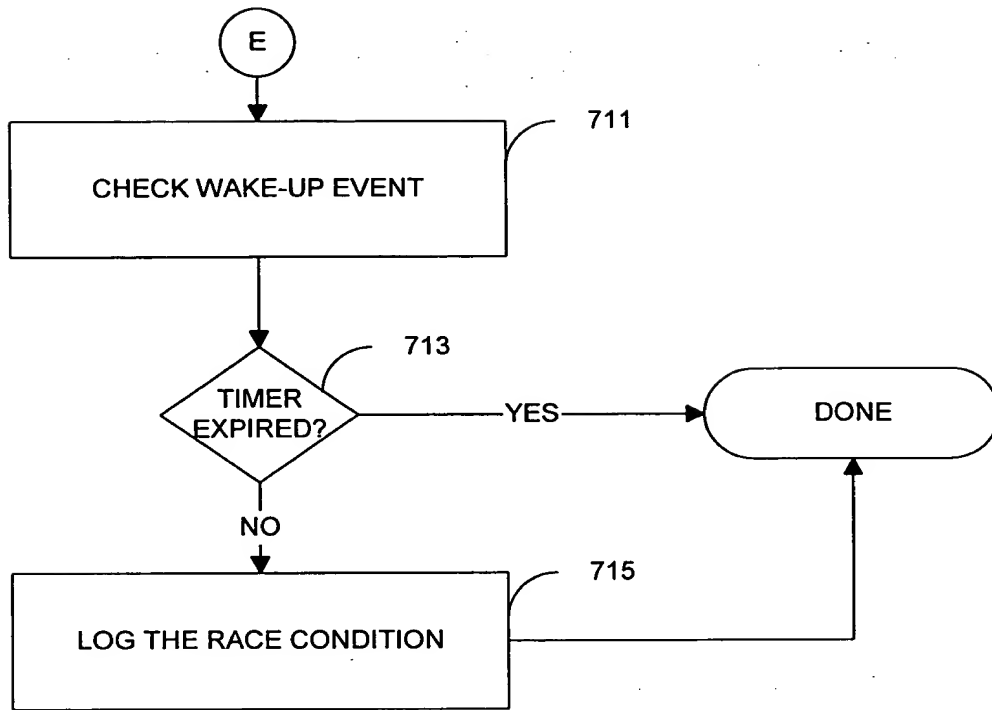 E
711
CHECK WAKE-UP EVENT
713
TIMER
EXPIRED?
YES
DONE
NO
715
LOG THE RACE CONDITION